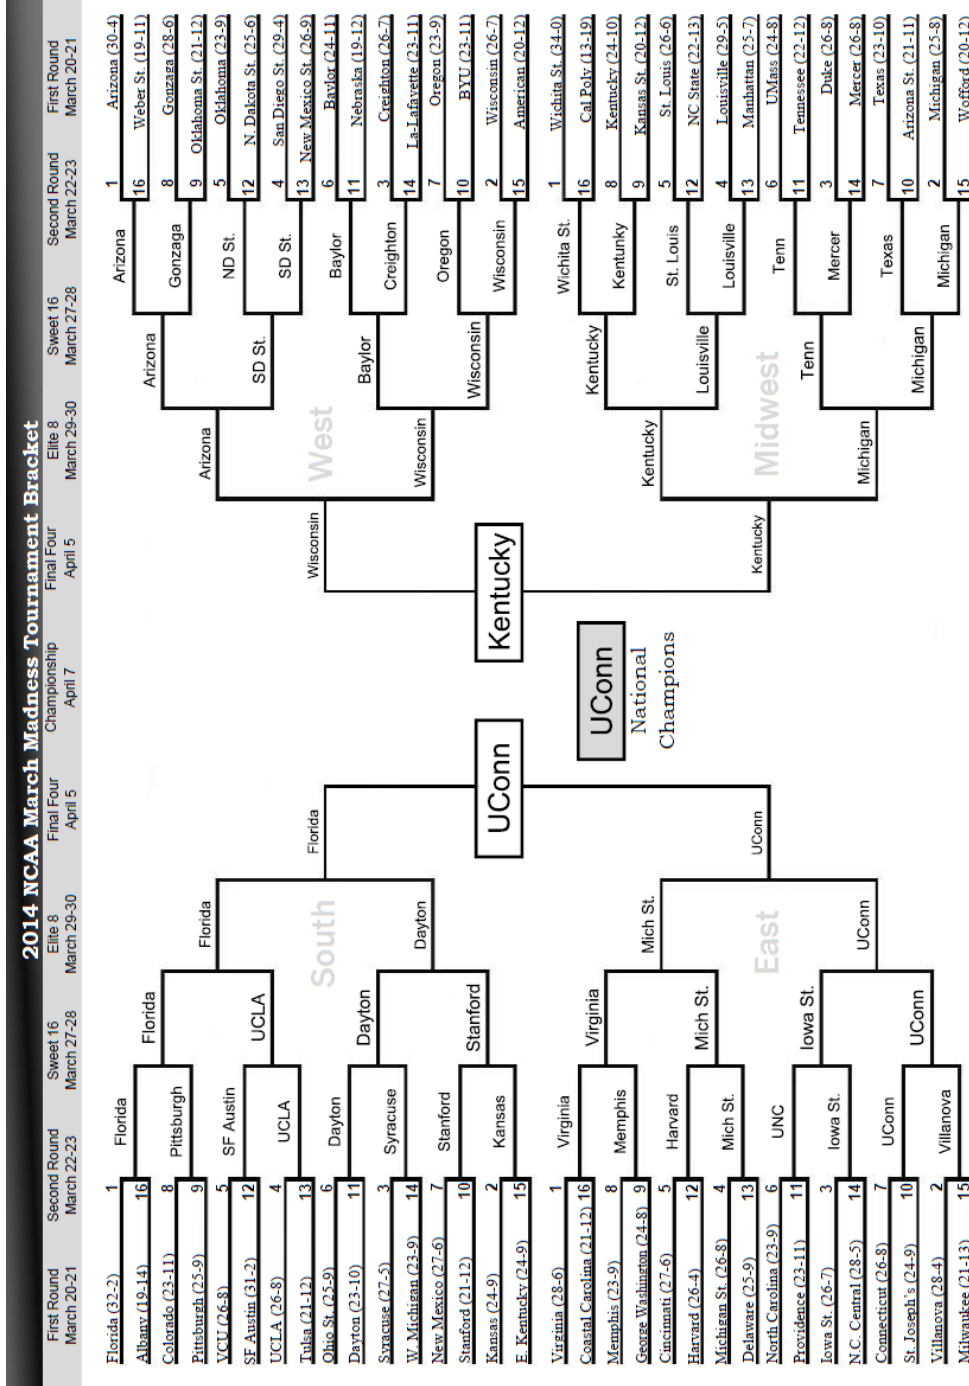 2014 NCAA March Madness Tournament Bracket
First Round
March 20-21
Second Round
March 22-23
Sweet 16
March 27-28
Elite 8
March 29-30
Final Four
April 5
Championship
April 7
Final Four
April 5
Elite 8
March 29-30
Sweet 16
March 27-28
Second Round
March 22-23
First Round
March 20-21
Florida (32-2) 1
Albany (19-14) 16
Colorado (23-11) 8
Pittsburgh (25-9) 9
VCU (26-8) 5
SF Austin (31-2) 12
UCLA (26-8) 4
Tulsa (21-12) 13
Ohio St. (25-9) 6
Dayton (23-10) 11
Syracuse (27-5) 3
W. Michigan (23-9) 14
New Mexico (27-6) 7
Stanford (21-12) 10
Kansas (24-9) 2
E. Kentucky (24-9) 15
Florida
Pittsburgh
SF Austin
UCLA
Dayton
Syracuse
Stanford
Kansas
Florida
UCLA
Dayton
Stanford
Florida
Dayton
South
Florida
Virginia (28-6) 1
Coastal Carolina (21-12) 16
Memphis (23-9) 8
George Washington (24-8) 9
Cincinnati (27-6) 5
Harvard (26-4) 12
Michigan St. (26-8) 4
Delaware (25-9) 13
North Carolina (23-9) 6
Providence (23-11) 11
Iowa St. (26-7) 3
N.C. Central (28-5) 14
Connecticut (26-8) 7
St. Joseph's (24-9) 10
Villanova (28-4) 2
Milwaukee (21-13) 15
Virginia
Memphis
Harvard
Mich St.
UNC
Iowa St.
UConn
Villanova
Virginia
Mich St.
Iowa St.
UConn
Mich St.
UConn
East
UConn
UConn
Kentucky
UConn
National
Champions
1 Arizona (30-4)
16 Weber St. (19-11)
8 Gonzaga (28-6)
9 Oklahoma St. (21-12)
5 Oklahoma (23-9)
12 N. Dakota St. (25-6)
4 San Diego St. (29-4)
13 New Mexico St. (26-9)
6 Baylor (24-11)
11 Nebraska (19-12)
3 Creighton (26-7)
14 La-Lafayette (23-11)
7 Oregon (23-9)
10 BYU (23-11)
2 Wisconsin (26-7)
15 American (20-12)
Arizona
Gonzaga
ND St.
SD St.
Baylor
Creighton
Oregon
Wisconsin
Arizona
SD St.
Baylor
Wisconsin
Arizona
Wisconsin
West
Wisconsin
1 Wichita St. (34-0)
16 Cal Poly (13-19)
8 Kentucky (24-10)
9 Kansas St. (20-12)
5 St. Louis (26-6)
12 NC State (22-13)
4 Louisville (29-5)
13 Manhattan (25-7)
6 UMass (24-8)
11 Tennessee (22-12)
3 Duke (26-8)
14 Mercer (26-8)
7 Texas (23-10)
10 Arizona St. (21-11)
2 Michigan (25-8)
15 Wofford (20-12)
Wichita St.
Kentunky
St. Louis
Louisville
Tenn
Mercer
Texas
Michigan
Kentucky
Louisville
Tenn
Michigan
Kentucky
Michigan
Midwest
Kentucky